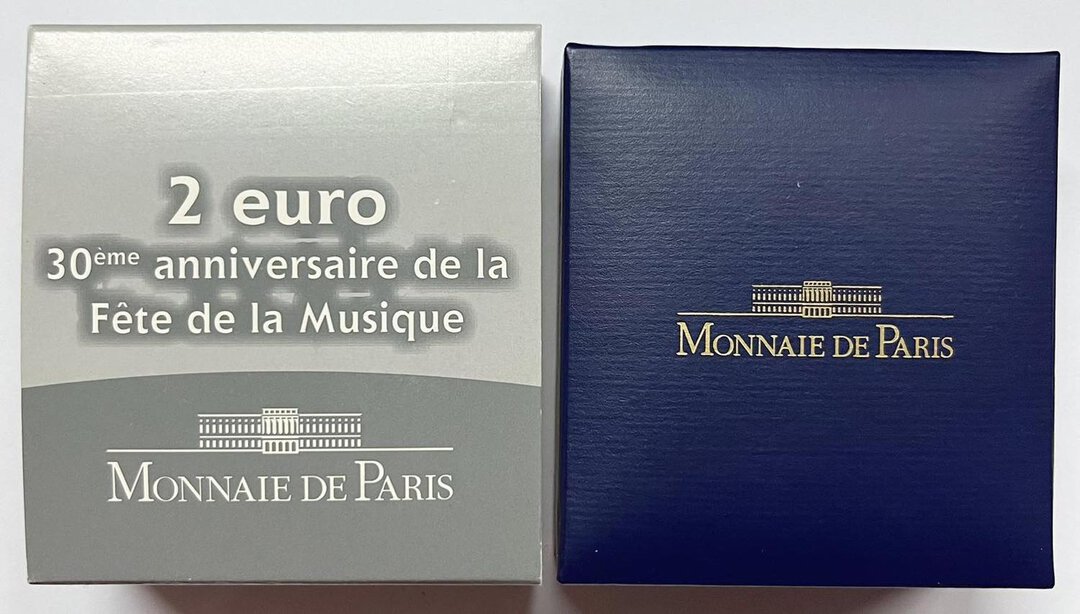 2 euro
30ème anniversaire de la
Fête de la Musique
MONNAIE DE PARIS
MONNAIE DE PARIS